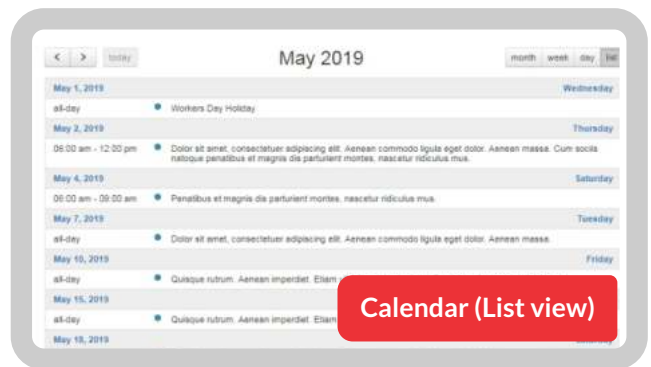 < > today May 2019 month week day list
May 1, 2019 Wednesday
all-day Workers Day Holiday
May 2, 2019 Thursday
06:00 am - 12:00 pm Dolor sit amet, consectetuer adipiscing elit. Aenean commodo ligula eget dolor. Aenean massa. Cum sociis
natoque penatibus et magnis dis parturient montes, nascetur ridiculus mus.
May 4, 2019 Saturday
06:00 am - 09:00 am Penatibus et magnis dis parturient montes, nascetur ridiculus mus.
May 7, 2019 Tuesday
all-day Dolor sit amet, consectetuer adipiscing elit. Aenean commodo ligula eget dolor. Aenean massa.
May 10, 2019 Friday
all-day Quisque rutrum. Aenean imperdiet. Etiam
May 15, 2019
all-day Quisque rutrum. Aenean imperdiet. Etiam
May 18, 2019 Saturday
Calendar (List view)